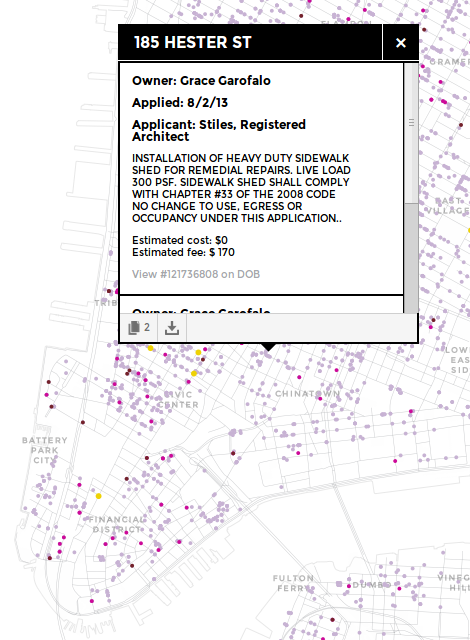 185 HESTER ST ×
Owner: Grace Garofalo
Applied: 8/2/13
Applicant: Stiles, Registered
Architect
INSTALLATION OF HEAVY DUTY SIDEWALK
SHED FOR REMEDIAL REPAIRS. LIVE LOAD
300 PSF. SIDEWALK SHED SHALL COMPLY
WITH CHAPTER #33 OF THE 2008 CODE
NO CHANGE TO USE, EGRESS OR
OCCUPANCY UNDER THIS APPLICATION..
Estimated cost: $0
Estimated fee: $ 170
View #121736808 on DOB
Owner: Grace Garofalo
2
GRAMER
EAST
VILLAGE
TRIB
LOW
EAS
SID
CIVIC
CENTER
CHINATOWN
BATTERY
PARK
CITY
FINANCIAL
DISTRICT
FULTON
FERRY
DUMBO
VINEG
HIL